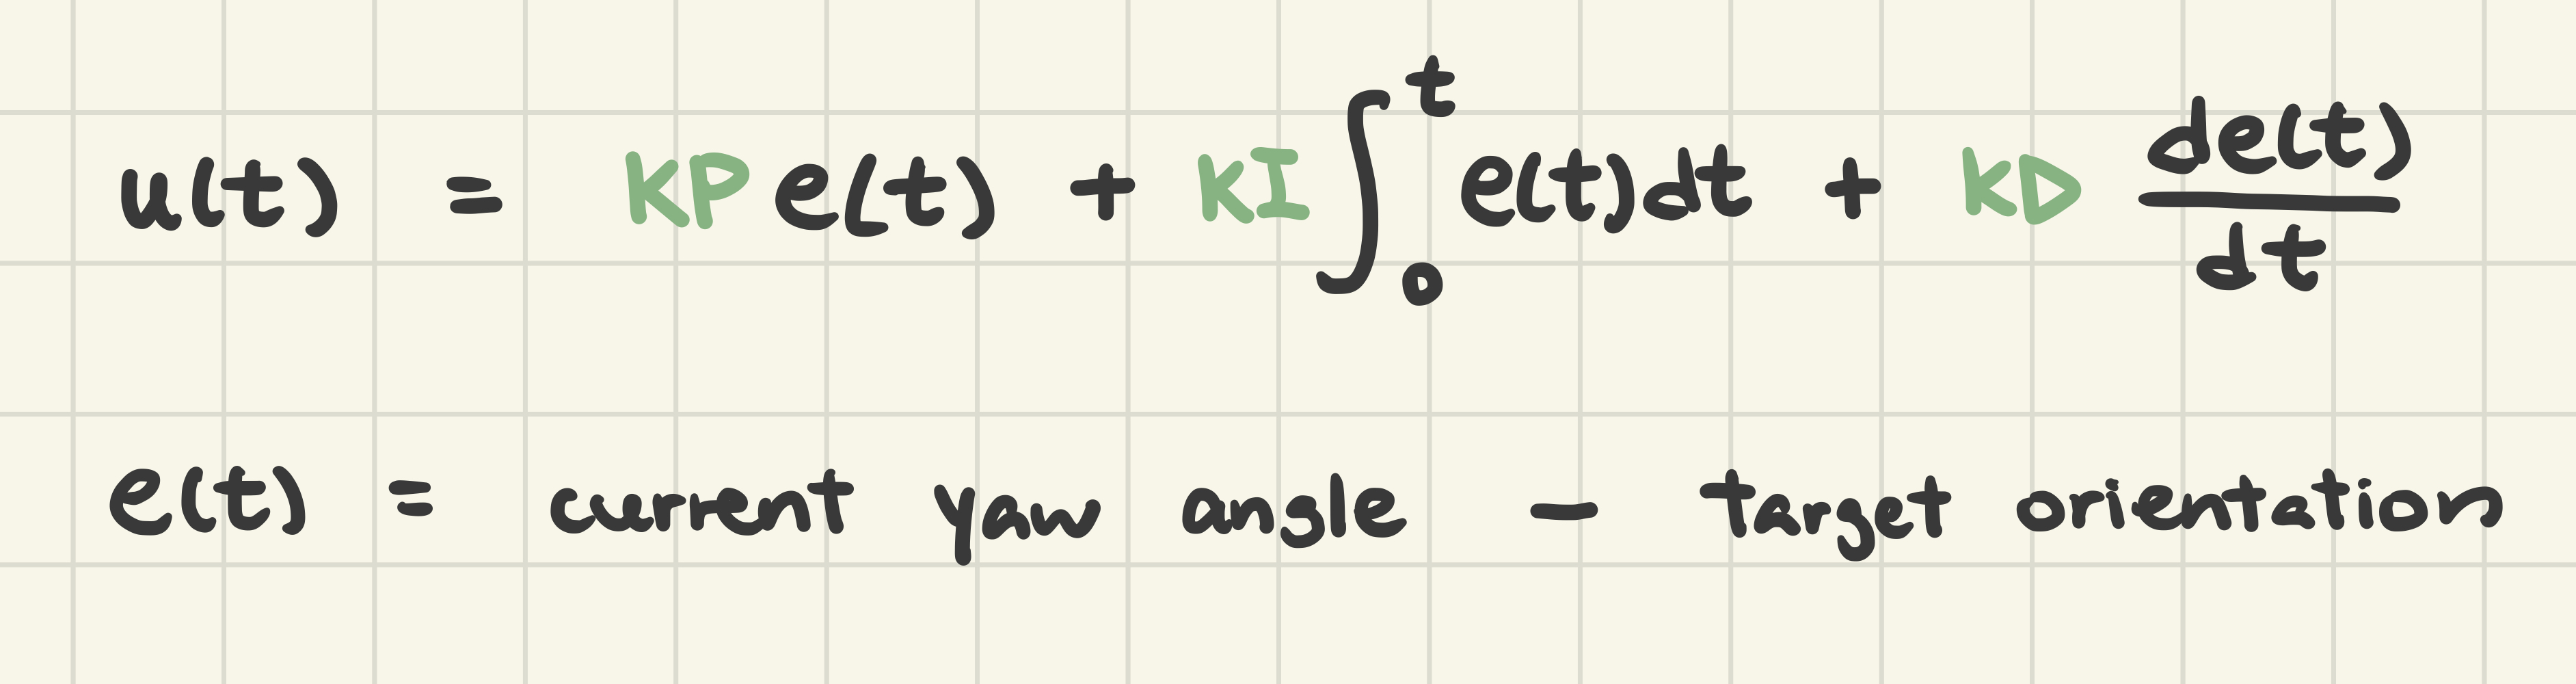 u(t) = KP e(t) + KI ∫₀ᵗ e(t)dt + KD de(t)/dt
e(t) = current yaw angle - target orientation